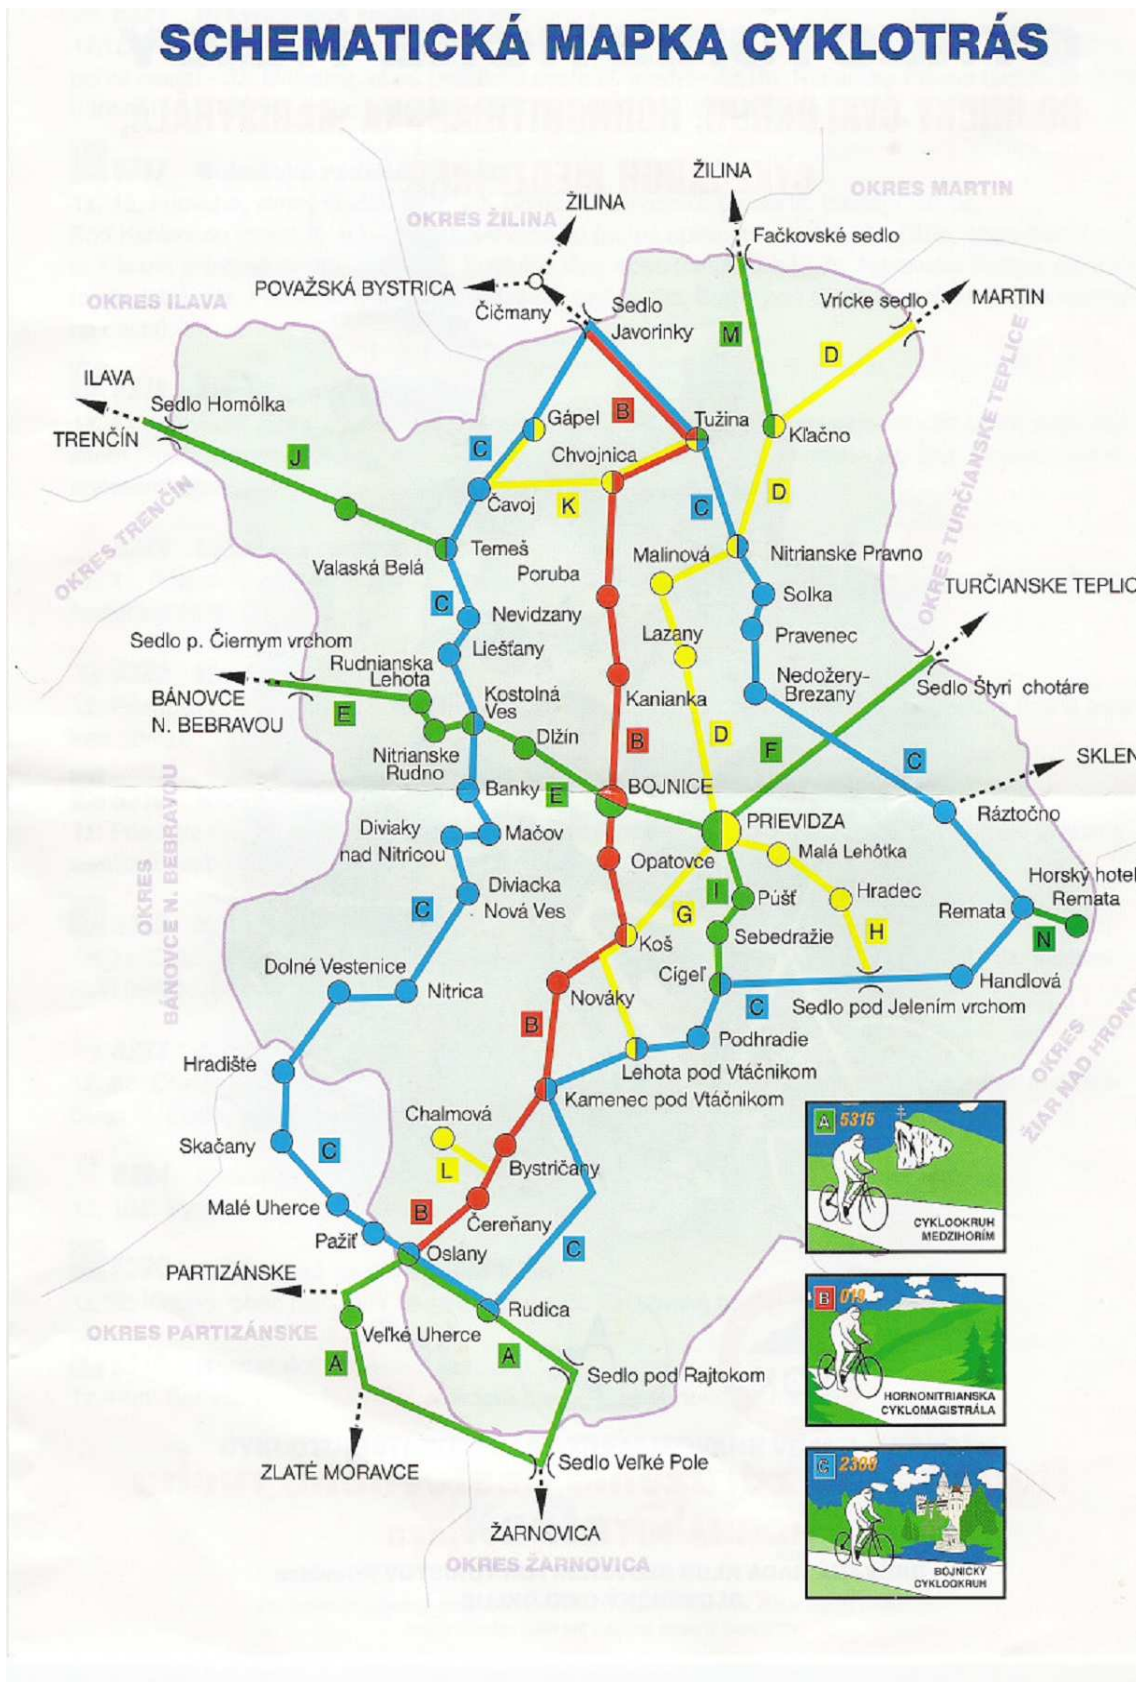 SCHEMATICKÁ MAPKA CYKLOTRÁS
ŽILINA
OKRES MARTIN
ŽILINA
OKRES ŽILINA
Fačkovské sedlo
POVAŽSKÁ BYSTRICA
OKRES ILAVA
Čičmany
Sedlo
Javorinky
Vrícke sedlo
MARTIN
M
D
ILAVA
Sedlo Homôlka
TRENČÍN
Gápel
B
Tužina
Kľačno
OKRES TURČIANSKE TEPLICE
J
C
Chvojnica
Čavoj
K
C
D
OKRES TRENČÍN
Valaská Belá
Temeš
Poruba
Malinová
Nitrianske Pravno
TURČIANSKE TEPLIC
C
Nevidzany
Solka
Sedlo p. Čiernym vrchom
Liešťany
Lazany
Pravenec
Rudnianska
Lehota
BÁNOVCE
N. BEBRAVOU
E
Kostolná
Ves
Kanianka
Nedožery-
Brezany
Sedlo Štyri chotáre
Nitrianske
Rudno
Dlžín
B
D
F
C
SKLEN
Banky
E
BOJNICE
PRIEVIDZA
Ráztočno
OKRES
BÁNOVCE N. BEBRAVOU
Diviaky
nad Nitricou
Mačov
Opatovce
Malá Lehôtka
Horský hotel
Remata
C
Diviacka
Nová Ves
I
Púšť
Hradec
Remata
G
Koš
Sebedražie
H
N
Dolné Vestenice
Nitrica
Nováky
Cígeľ
C
Sedlo pod Jelením vrchom
Handlová
B
Podhradie
OKRES
ŽIAR NAD HRONO
Hradište
Lehota pod Vtáčnikom
Kamenec pod Vtáčnikom
Chalmová
Skačany
C
L
Bystričany
A 5315
CYKLOOKRUH
MEDZIHORÍM
Malé Uherce
B
Čereňany
Pažiť
Oslany
C
PARTIZÁNSKE
Rudica
B 019
HORNONITRIANSKA
CYKLOMAGISTRÁLA
OKRES PARTIZÁNSKE
Veľké Uherce
A
A
Sedlo pod Rajtokom
ZLATÉ MORAVCE
Sedlo Veľké Pole
C 2308
BOJNICKÝ
CYKLOOKRUH
ŽARNOVICA
OKRES ŽARNOVICA